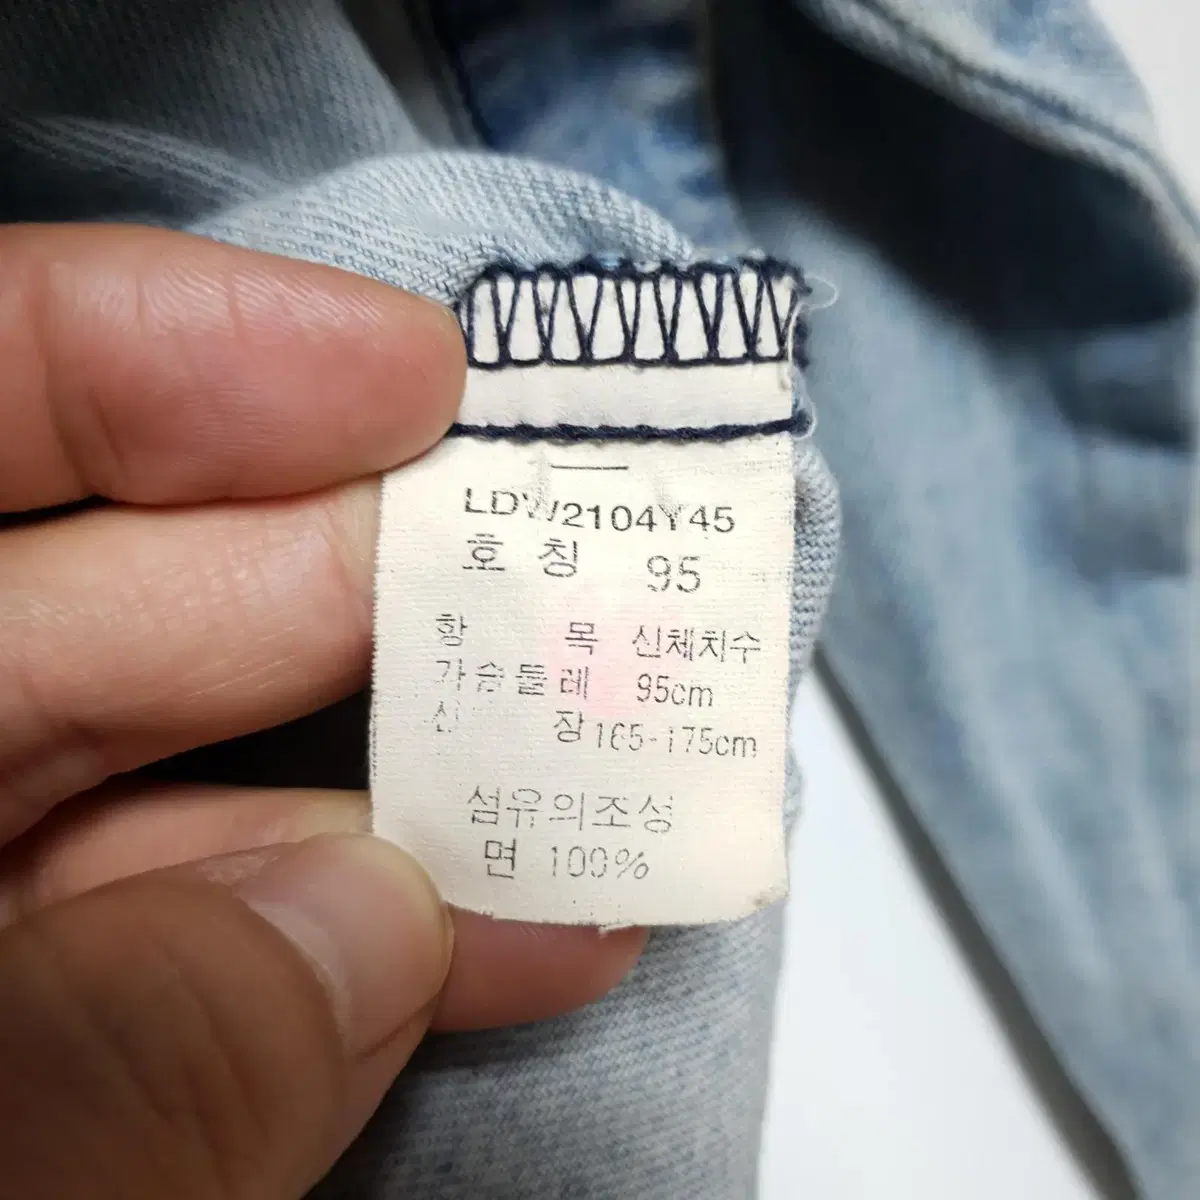 LDW2104Y45
호 칭 95
항 목 신체치수
가슴둘레 95cm
신 장 165-175cm
섬유의조성
면 100%